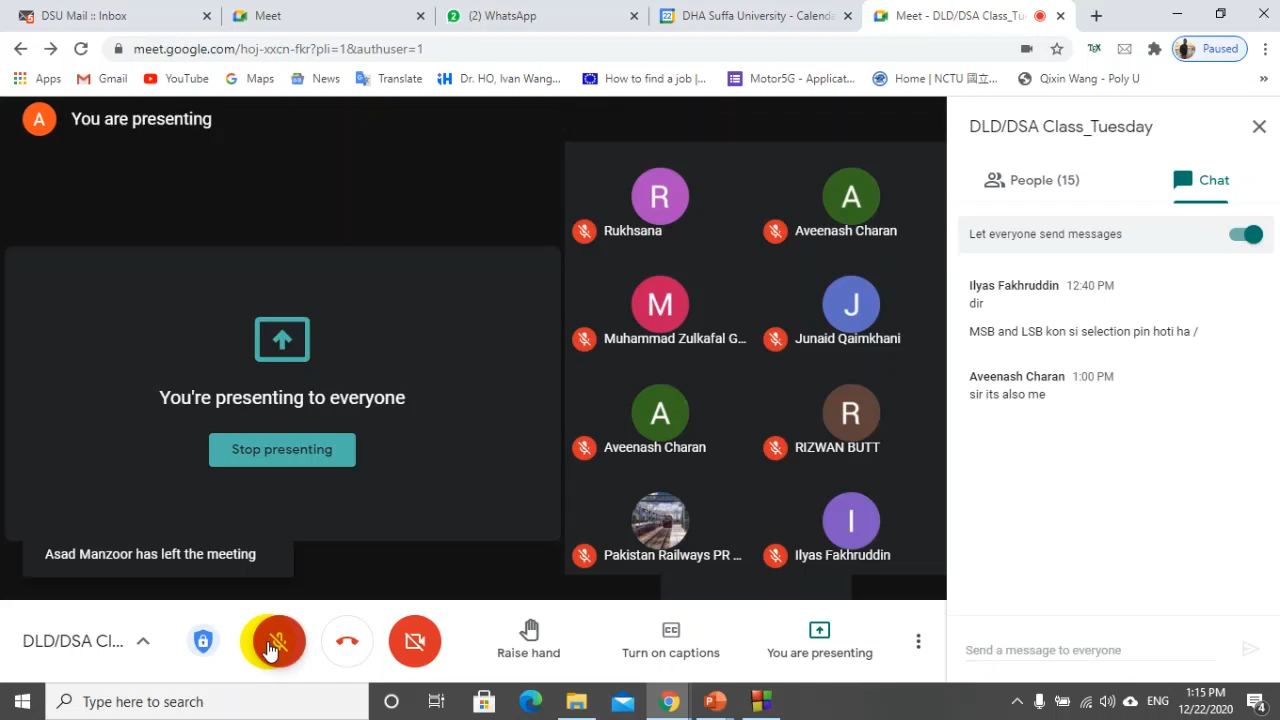 DSU Mail :: Inbox
Meet
(2) WhatsApp
DHA Suffa University - Calenda
Meet - DLD/DSA Class_Tu
meet.google.com/hoj-xxcn-fkr?pli=1&authuser=1
Paused
Apps
Gmail
YouTube
Maps
News
Translate
Dr. HO, Ivan Wang...
How to find a job |...
Motor5G - Applicat...
Home | NCTU 國立...
Qixin Wang - Poly U
A
You are presenting
R
Rukhsana
A
Aveenash Charan
M
Muhammad Zulkafal G...
J
Junaid Qaimkhani
A
Aveenash Charan
R
RIZWAN BUTT
Pakistan Railways PR ...
I
Ilyas Fakhruddin
You're presenting to everyone
Stop presenting
Asad Manzoor has left the meeting
DLD/DSA Class_Tuesday
People (15)
Chat
Let everyone send messages
Ilyas Fakhruddin 12:40 PM
dir
MSB and LSB kon si selection pin hoti ha /
Aveenash Charan 1:00 PM
sir its also me
Send a message to everyone
DLD/DSA Cl...
Raise hand
Turn on captions
You are presenting
Type here to search
ENG
1:15 PM
12/22/2020
4